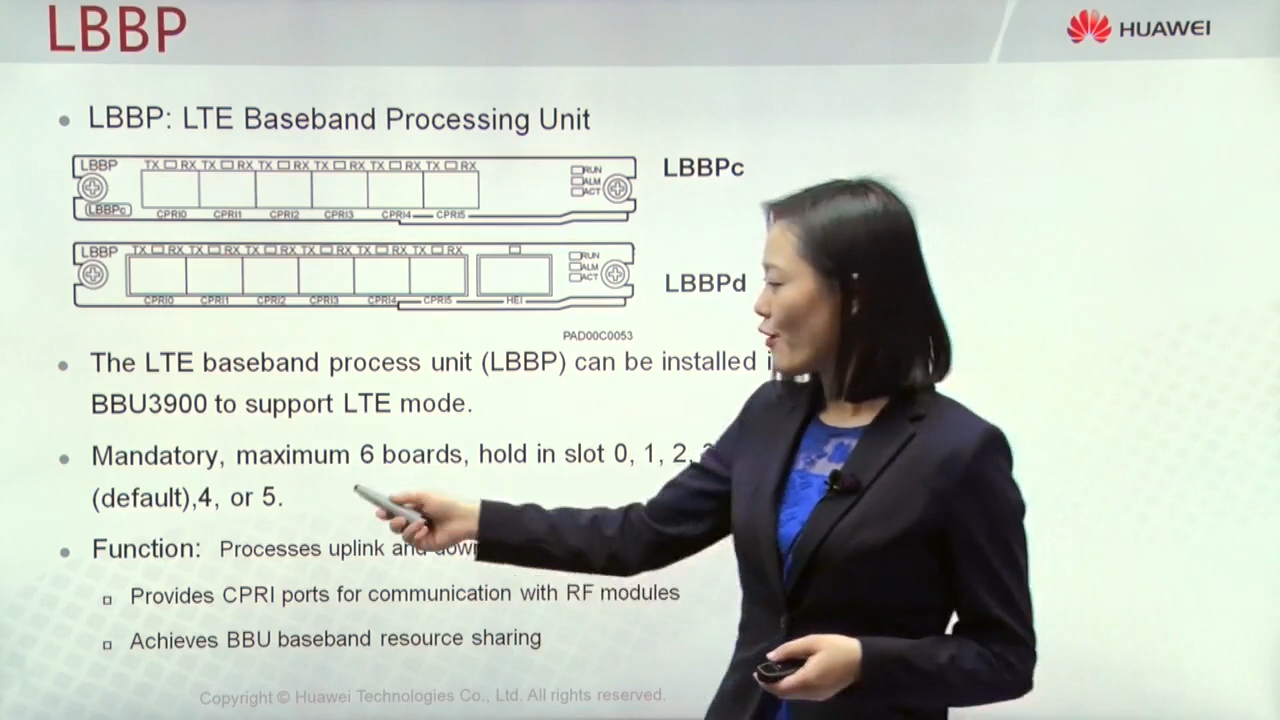 LBBP
HUAWEI
LBBP: LTE Baseband Processing Unit
LBBP TX RX TX RX TX RX TX RX TX RX TX RX RUN
ALM
ACT
LBBPc CPRI0 CPRI1 CPRI2 CPRI3 CPRI4 CPRI5
LBBPc
LBBP TX RX TX RX TX RX TX RX TX RX TX RX RUN
ALM
ACT
CPRI0 CPRI1 CPRI2 CPRI3 CPRI4 CPRI5 HEI
LBBPd
PAD00C0053
The LTE baseband process unit (LBBP) can be installed
BBU3900 to support LTE mode.
Mandatory, maximum 6 boards, hold in slot 0, 1, 2,
(default),4, or 5.
Function: Processes uplink and
Provides CPRI ports for communication with RF modules
Achieves BBU baseband resource sharing
Copyright © Huawei Technologies Co., Ltd. All rights reserved.